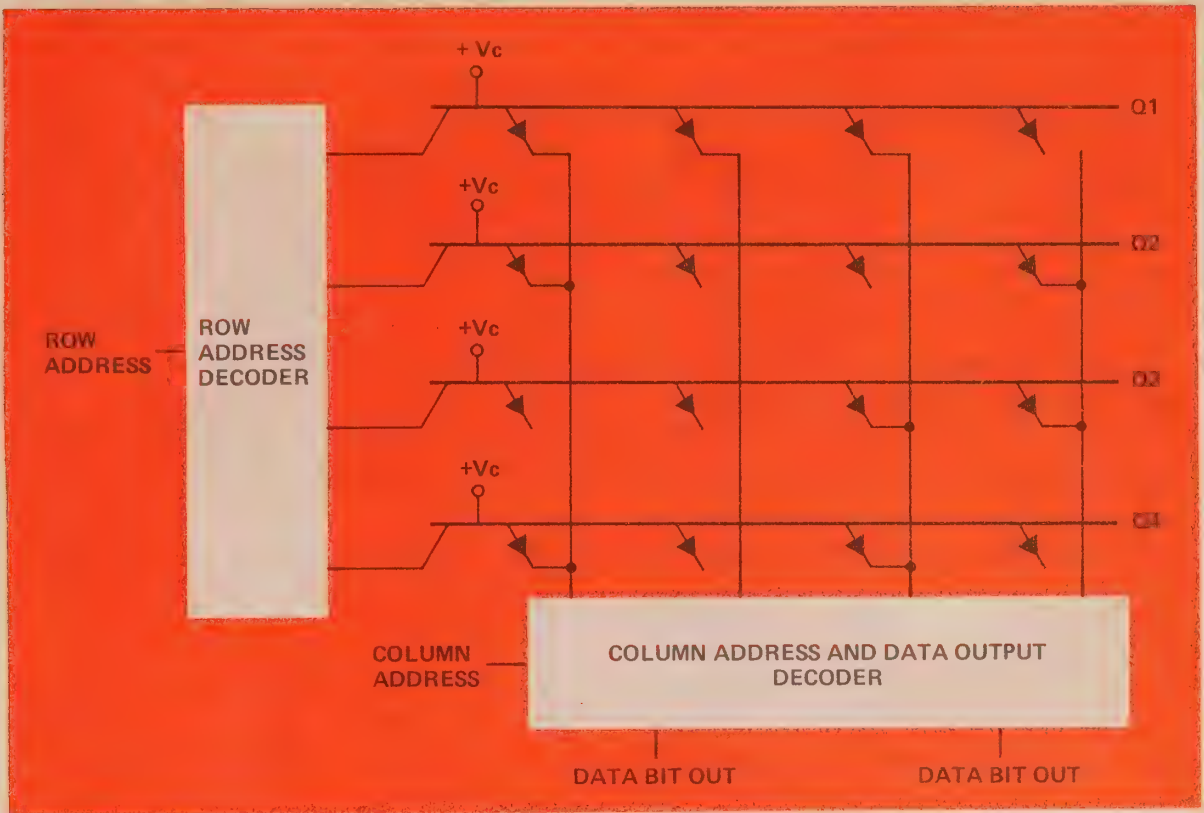 + Vc
Q1
+Vc
Q2
ROW
ADDRESS
ROW
ADDRESS
DECODER
+Vc
Q3
+Vc
Q4
COLUMN
ADDRESS
COLUMN ADDRESS AND DATA OUTPUT
DECODER
DATA BIT OUT
DATA BIT OUT